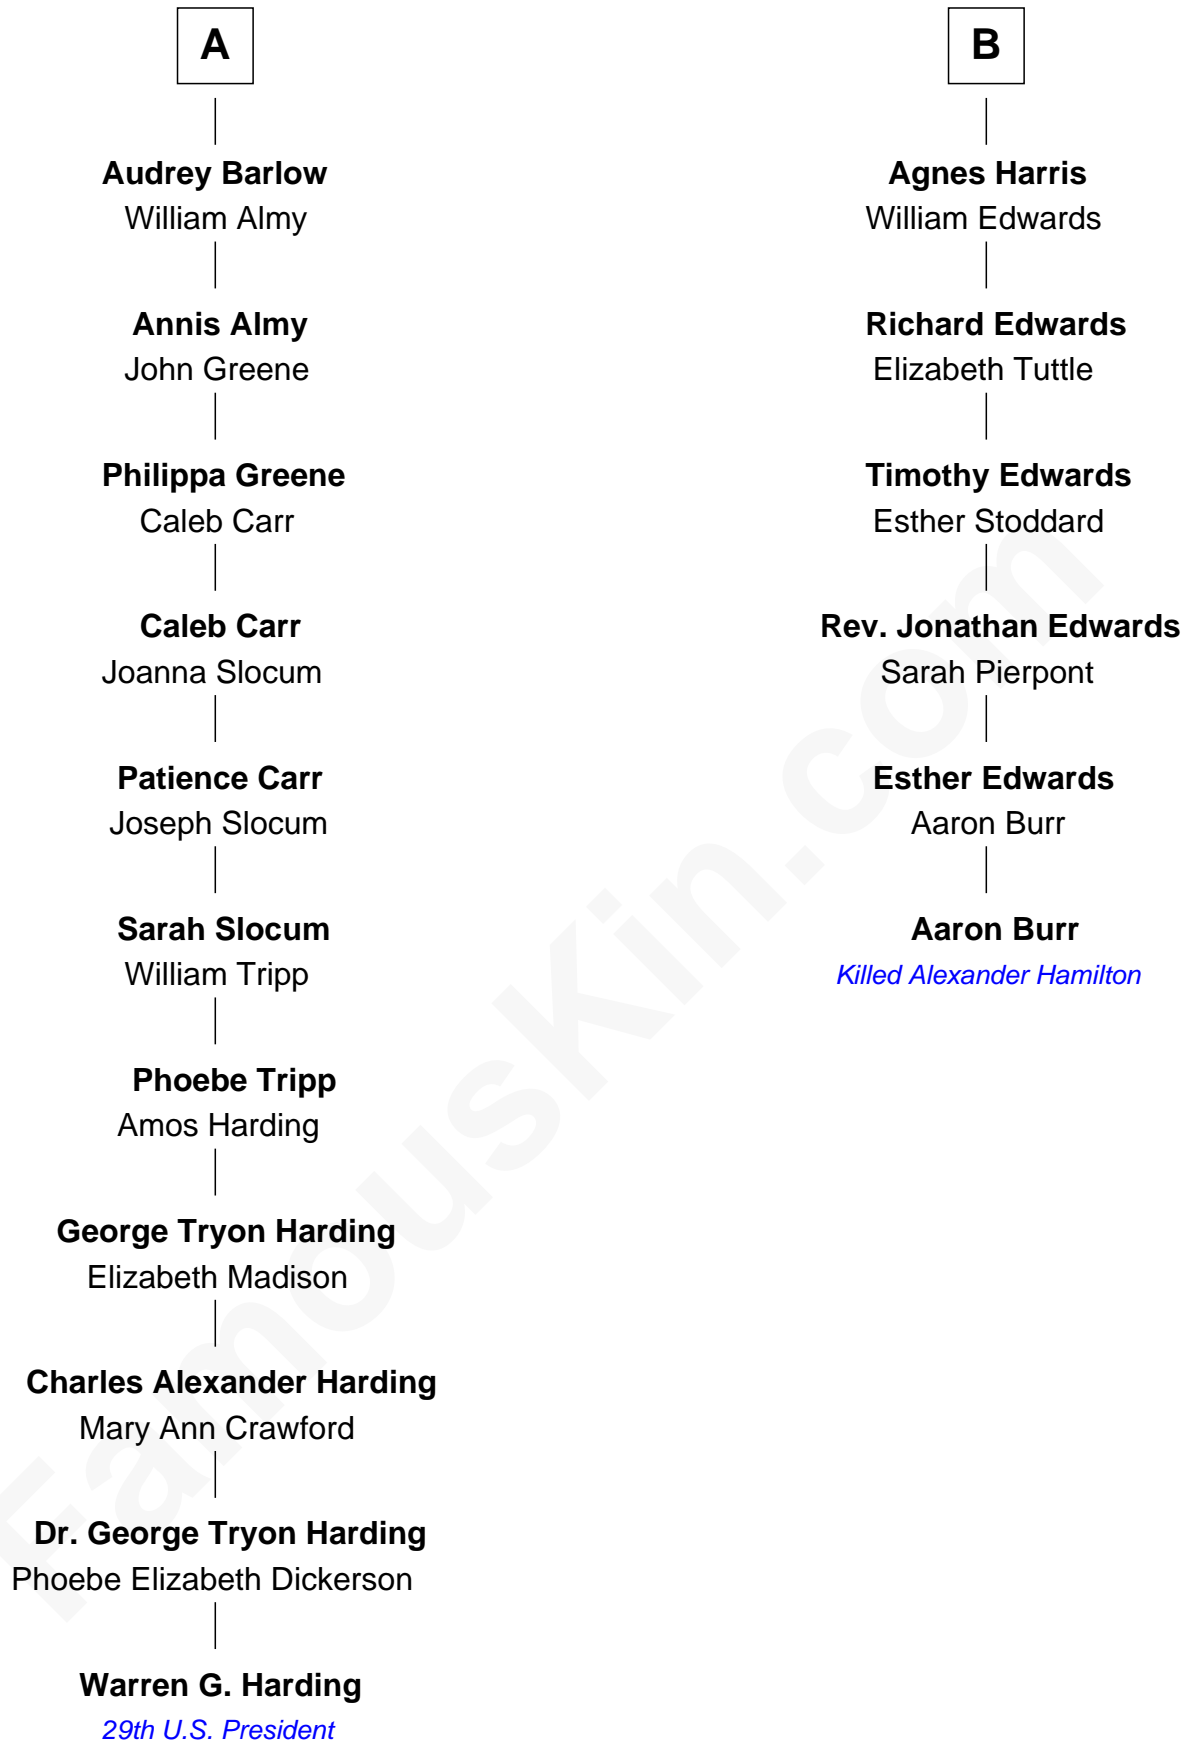 A
Audrey Barlow
William Almy
Annis Almy
John Greene
Philippa Greene
Caleb Carr
Caleb Carr
Joanna Slocum
Patience Carr
Joseph Slocum
Sarah Slocum
William Tripp
Phoebe Tripp
Amos Harding
George Tryon Harding
Elizabeth Madison
Charles Alexander Harding
Mary Ann Crawford
Dr. George Tryon Harding
Phoebe Elizabeth Dickerson
Warren G. Harding
29th U.S. President
B
Agnes Harris
William Edwards
Richard Edwards
Elizabeth Tuttle
Timothy Edwards
Esther Stoddard
Rev. Jonathan Edwards
Sarah Pierpont
Esther Edwards
Aaron Burr
Aaron Burr
Killed Alexander Hamilton
FamousKin.com